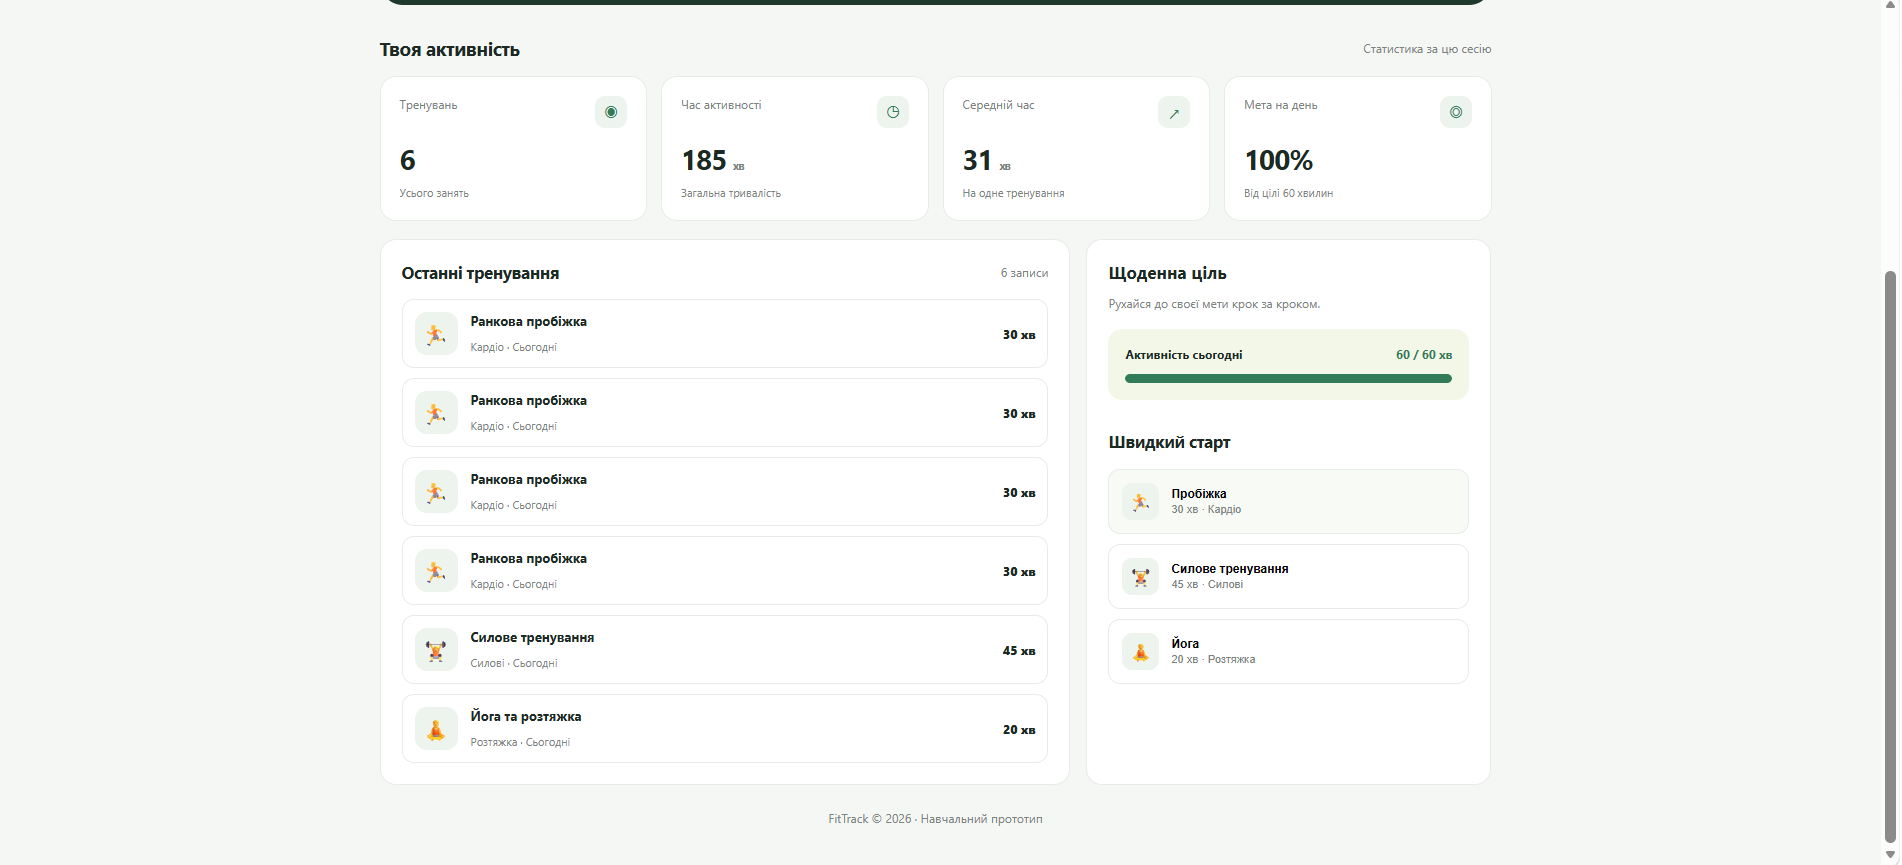 Твоя активність
Статистика за цю сесію
Тренувань
6
Усього занять
Час активності
185 хв
Загальна тривалість
Середній час
31 хв
На одне тренування
Мета на день
100%
Від цілі 60 хвилин
Останні тренування
6 записи
Ранкова пробіжка
Кардіо · Сьогодні
30 хв
Ранкова пробіжка
Кардіо · Сьогодні
30 хв
Ранкова пробіжка
Кардіо · Сьогодні
30 хв
Ранкова пробіжка
Кардіо · Сьогодні
30 хв
Силове тренування
Силові · Сьогодні
45 хв
Йога та розтяжка
Розтяжка · Сьогодні
20 хв
Щоденна ціль
Рухайся до своєї мети крок за кроком.
Активність сьогодні
60 / 60 хв
Швидкий старт
Пробіжка
30 хв · Кардіо
Силове тренування
45 хв · Силові
Йога
20 хв · Розтяжка
FitTrack © 2026 · Навчальний прототип